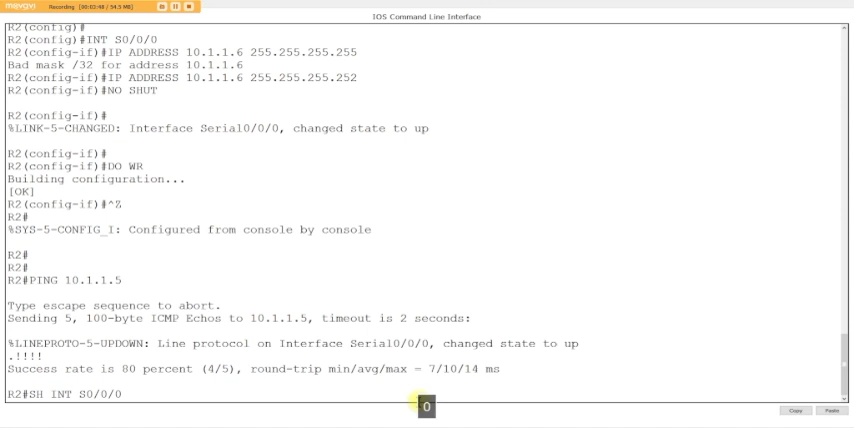 movavi
Recording [00:03:48 / 54.5 MB]
IOS Command Line Interface
R2(config)#
R2(config)#INT S0/0/0
R2(config-if)#IP ADDRESS 10.1.1.6 255.255.255.255
Bad mask /32 for address 10.1.1.6
R2(config-if)#IP ADDRESS 10.1.1.6 255.255.255.252
R2(config-if)#NO SHUT
R2(config-if)#
%LINK-5-CHANGED: Interface Serial0/0/0, changed state to up
R2(config-if)#
R2(config-if)#DO WR
Building configuration...
[OK]
R2(config-if)#^Z
R2#
%SYS-5-CONFIG_I: Configured from console by console
R2#
R2#
R2#PING 10.1.1.5
Type escape sequence to abort.
Sending 5, 100-byte ICMP Echos to 10.1.1.5, timeout is 2 seconds:
%LINEPROTO-5-UPDOWN: Line protocol on Interface Serial0/0/0, changed state to up
.!!!!
Success rate is 80 percent (4/5), round-trip min/avg/max = 7/10/14 ms
R2#SH INT S0/0/0
0
Copy
Paste